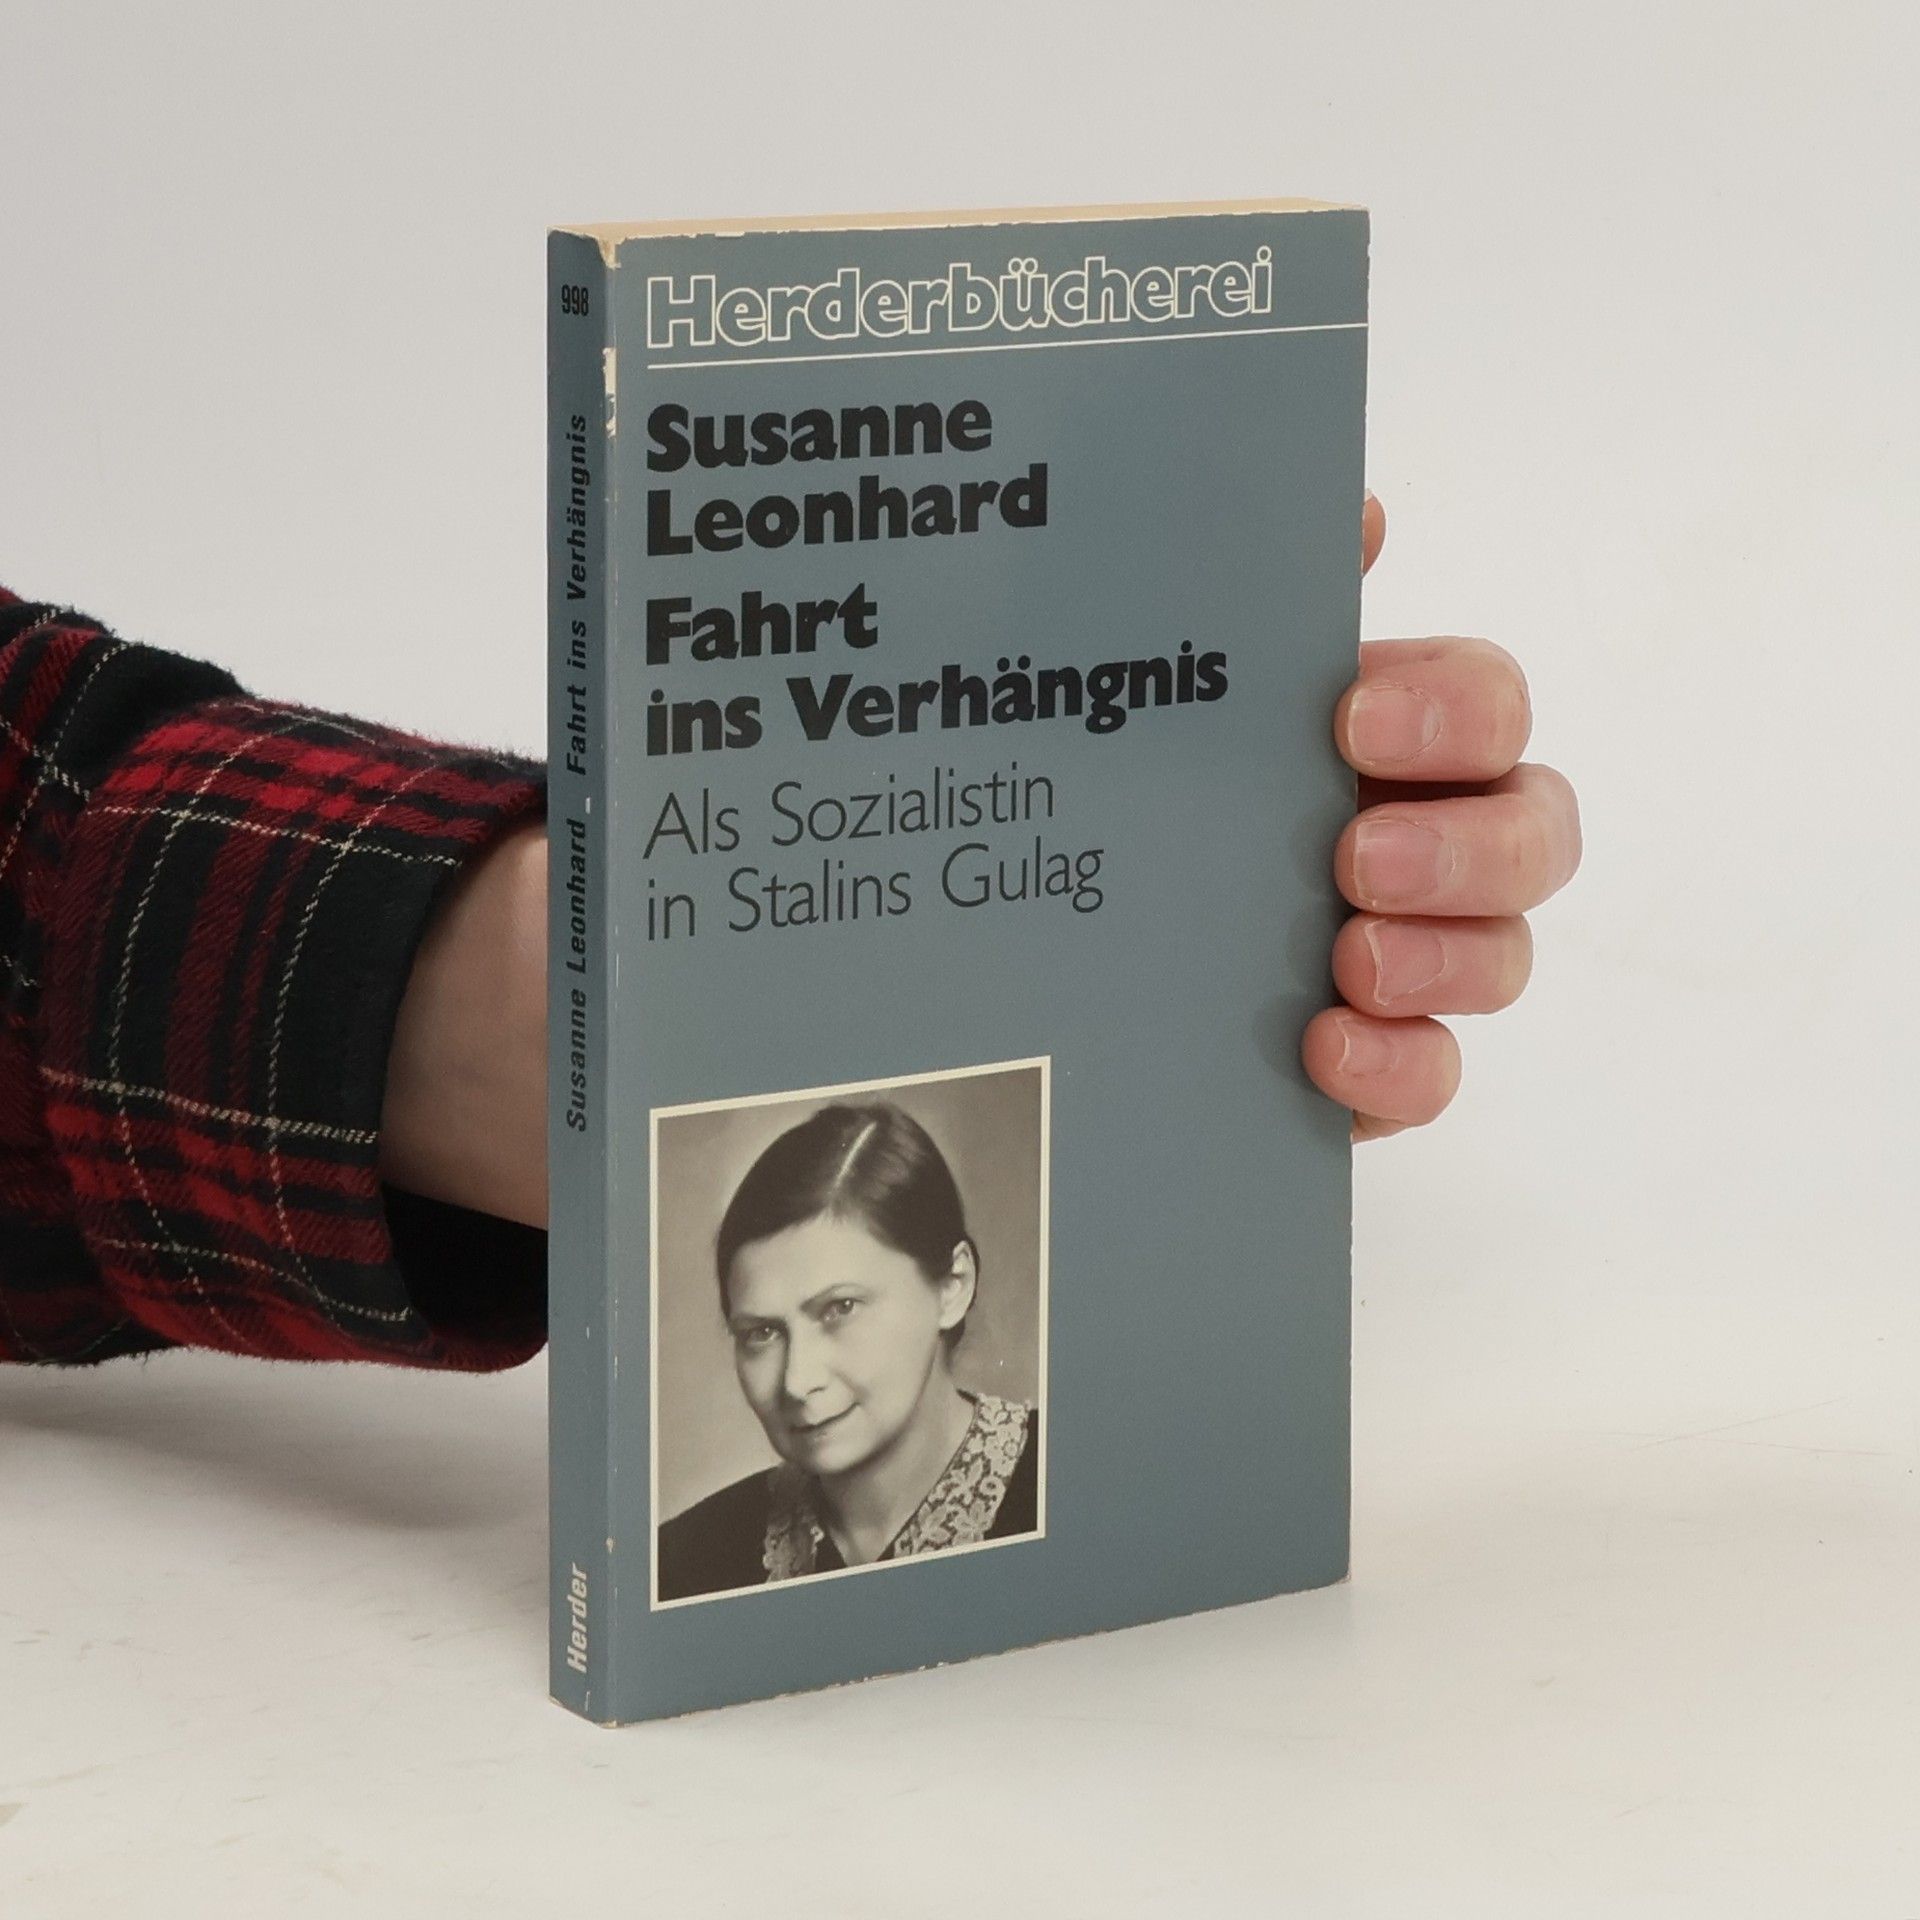 Herderbücherei
Susanne
Leonhard
Fahrt
ins Verhängnis
Als Sozialistin
in Stalins Gulag
998
Susanne Leonhard Fahrt ins Verhängnis
Herder